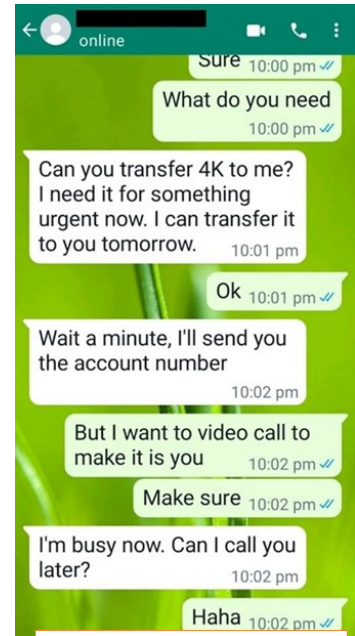 online
Sure 10:00 pm
What do you need
10:00 pm
Can you transfer 4K to me?
I need it for something
urgent now. I can transfer it
to you tomorrow. 10:01 pm
Ok 10:01 pm
Wait a minute, I'll send you
the account number
10:02 pm
But I want to video call to
make it is you 10:02 pm
Make sure 10:02 pm
I'm busy now. Can I call you
later? 10:02 pm
Haha 10:02 pm